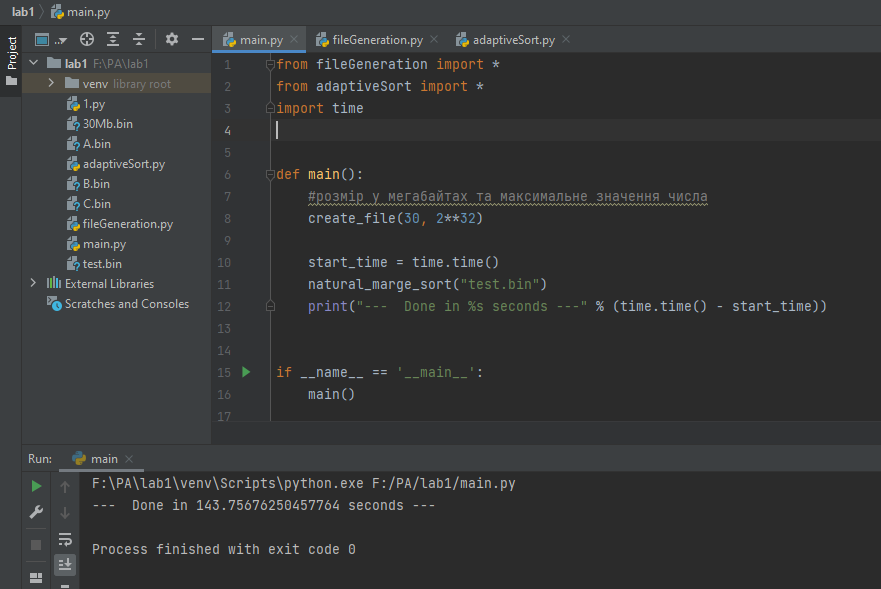 lab1 main.py
Project
main.py fileGeneration.py adaptiveSort.py
lab1 F:\PA\lab1
venv library root
1.py
30Mb.bin
A.bin
adaptiveSort.py
B.bin
C.bin
fileGeneration.py
main.py
test.bin
External Libraries
Scratches and Consoles
1 from fileGeneration import *
2 from adaptiveSort import *
3 import time
4
5
6 def main():
7 #розмір у мегабайтах та максимальне значення числа
8 create_file(30, 2**32)
9
10 start_time = time.time()
11 natural_marge_sort("test.bin")
12 print("---  Done in %s seconds ---" % (time.time() - start_time))
13
14
15 if __name__ == '__main__':
16 main()
17
Run: main
F:\PA\lab1\venv\Scripts\python.exe F:/PA/lab1/main.py
---  Done in 143.75676250457764 seconds ---
Process finished with exit code 0